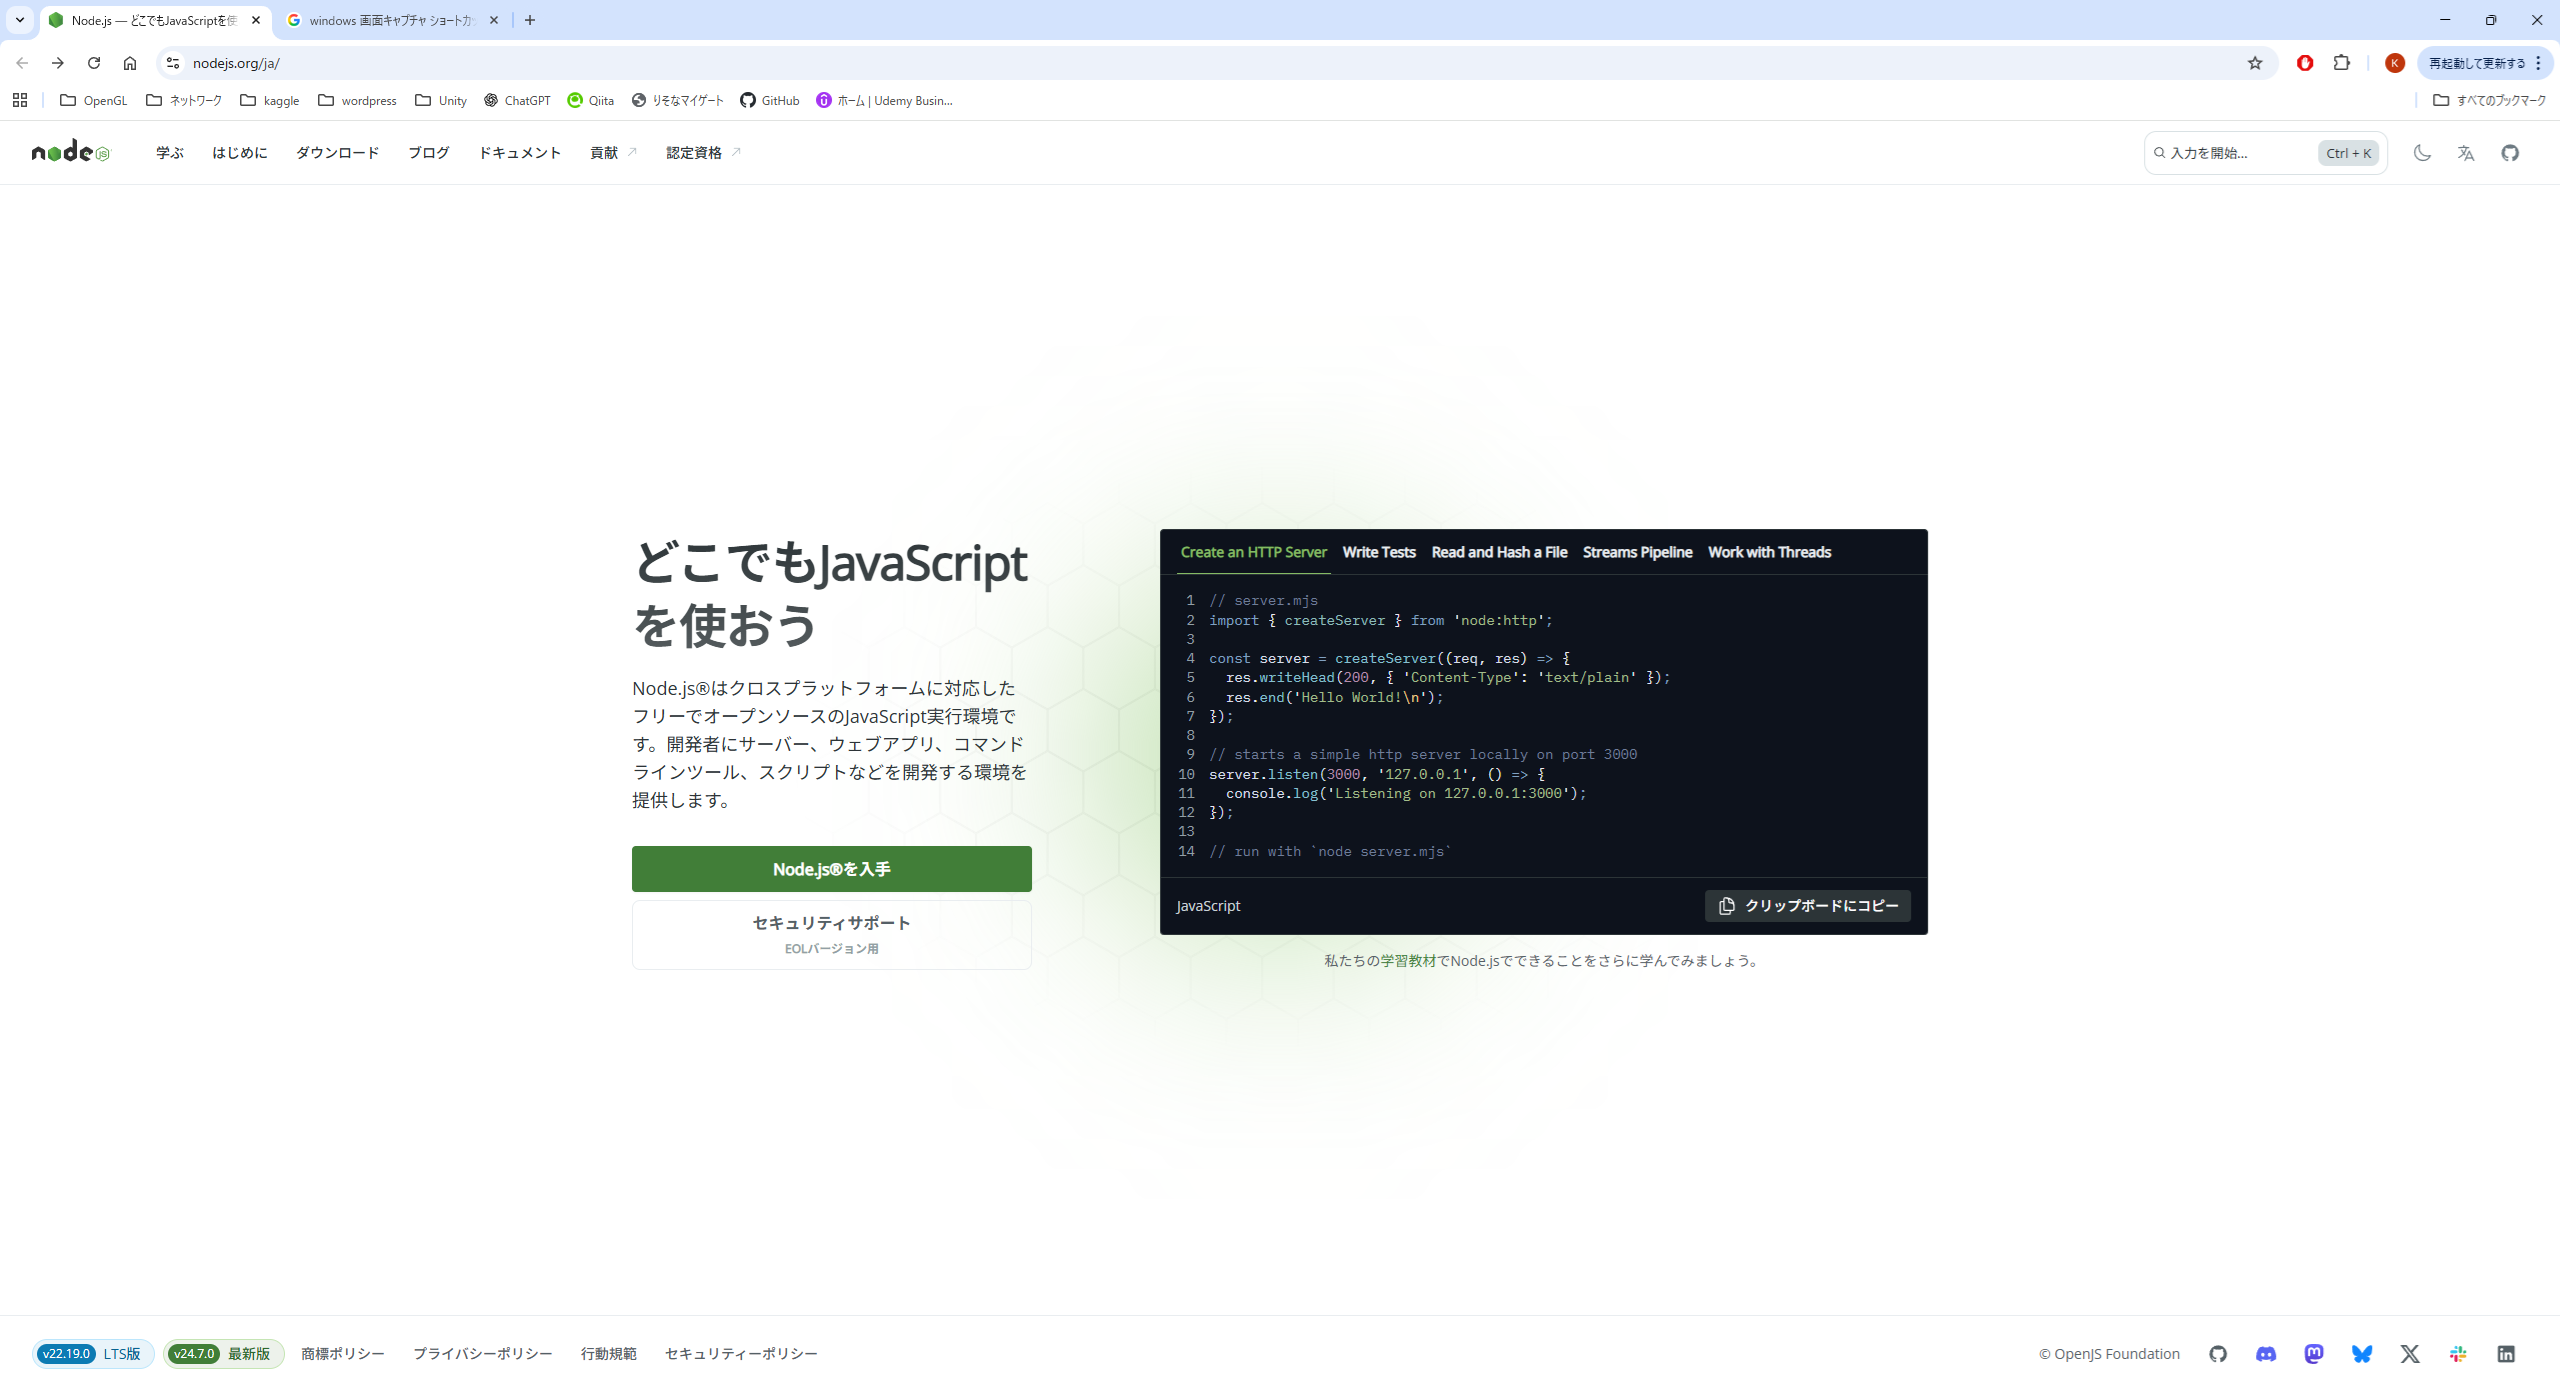 Node.js — どこでもJavaScriptを使
windows 画面キャプチャ ショートカッ
nodejs.org/ja/
K
再起動して更新する
OpenGL
ネットワーク
kaggle
wordpress
Unity
ChatGPT
Qiita
りそなマイゲート
GitHub
ホーム | Udemy Busin...
すべてのブックマーク
node JS
学ぶ
はじめに
ダウンロード
ブログ
ドキュメント
貢献
認定資格
入力を開始...
Ctrl + K
どこでもJavaScript
を使おう
Node.js®はクロスプラットフォームに対応した
フリーでオープンソースのJavaScript実行環境で
す。開発者にサーバー、ウェブアプリ、コマンド
ラインツール、スクリプトなどを開発する環境を
提供します。
Node.js®を入手
セキュリティサポート
EOLバージョン用
Create an HTTP Server Write Tests Read and Hash a File Streams Pipeline Work with Threads
1 // server.mjs
2 import { createServer } from 'node:http';
3
4 const server = createServer((req, res) => {
5   res.writeHead(200, { 'Content-Type': 'text/plain' });
6   res.end('Hello World!\n');
7 });
8
9 // starts a simple http server locally on port 3000
10 server.listen(3000, '127.0.0.1', () => {
11   console.log('Listening on 127.0.0.1:3000');
12 });
13
14 // run with `node server.mjs`
JavaScript
クリップボードにコピー
私たちの学習教材でNode.jsでできることをさらに学んでみましょう。
v22.19.0 LTS版
v24.7.0 最新版
商標ポリシー
プライバシーポリシー
行動規範
セキュリティーポリシー
© OpenJS Foundation